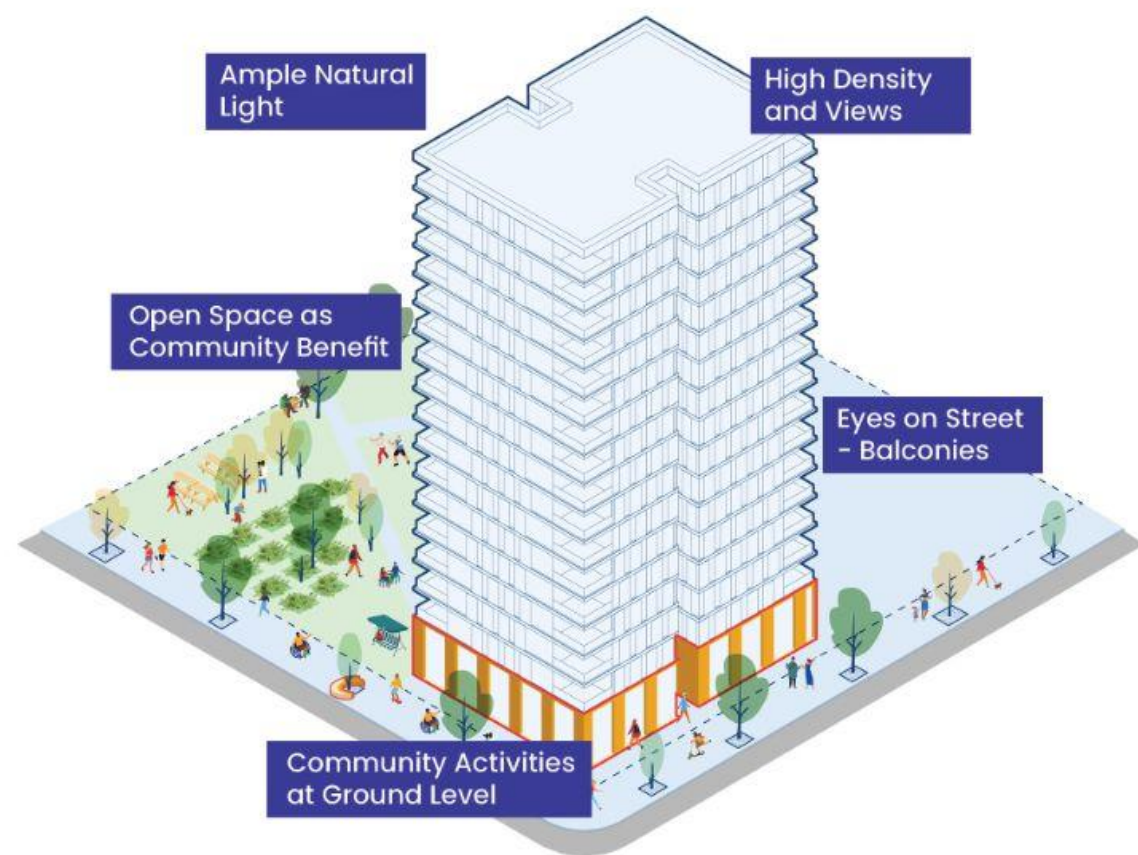 Ample Natural
Light
High Density
and Views
Open Space as
Community Benefit
Eyes on Street
- Balconies
Community Activities
at Ground Level